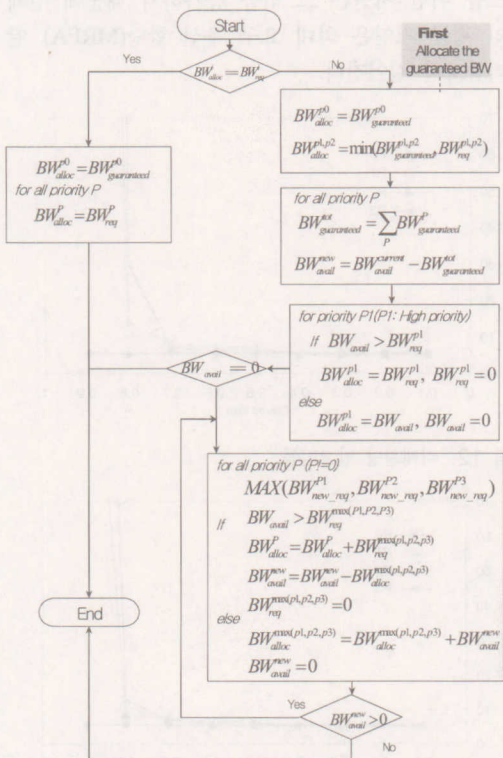 Start
First
Allocate the
guaranteed BW
Yes
BW_alloc = BW_req
No
BW_alloc^p0 = BW_guaranteed^p0
BW_alloc^p1,p2 = min(BW_guaranteed^p1,p2, BW_req^p1,p2)
BW_alloc^p0 = BW_guaranteed^p0
for all priority P
BW_alloc^P = BW_req^P
for all priority P
BW_guaranteed^tot = ∑_P BW_guaranteed^P
BW_avail^new = BW_avail^current − BW_guaranteed^tot
for priority P1(P1: High priority)
If BW_avail > BW_req^p1
BW_alloc^p1 = BW_req^p1, BW_req^p1 = 0
else
BW_alloc^p1 = BW_avail, BW_avail = 0
BW_avail = 0
for all priority P (P!=0)
MAX(BW_new_req^P1, BW_new_req^P2, BW_new_req^P3)
If BW_avail > BW_req^max(P1,P2,P3)
BW_alloc^P = BW_alloc^P + BW_req^max(p1,p2,p3)
BW_avail^new = BW_avail^new − BW_alloc^max(p1,p2,p3)
BW_req^max(p1,p2,p3) = 0
else
BW_alloc^max(p1,p2,p3) = BW_alloc^max(p1,p2,p3) + BW_avail^new
BW_avail^new = 0
End
Yes
BW_avail^new > 0
No